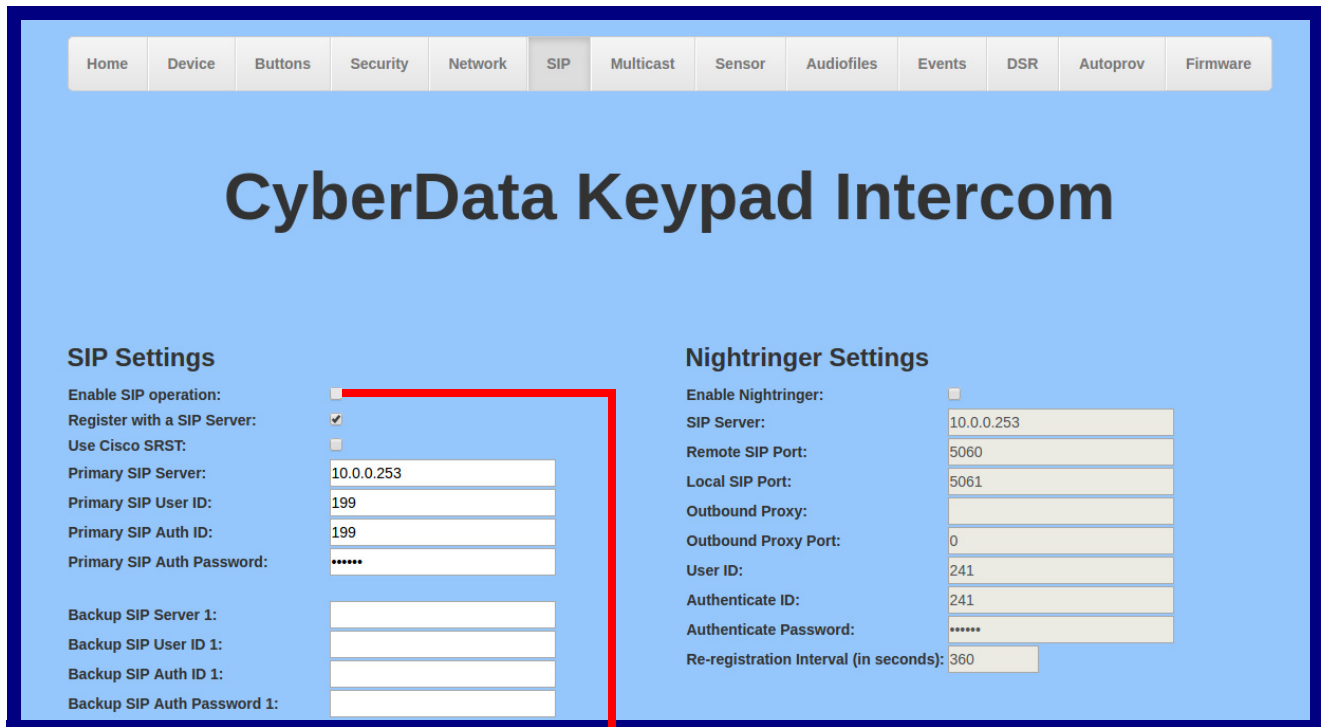 Home Device Buttons Security Network SIP Multicast Sensor Audiofiles Events DSR Autoprov Firmware
CyberData Keypad Intercom
SIP Settings
Enable SIP operation:
Register with a SIP Server:
Use Cisco SRST:
Primary SIP Server: 10.0.0.253
Primary SIP User ID: 199
Primary SIP Auth ID: 199
Primary SIP Auth Password: ••••••
Backup SIP Server 1:
Backup SIP User ID 1:
Backup SIP Auth ID 1:
Backup SIP Auth Password 1:
Nightringer Settings
Enable Nightringer:
SIP Server: 10.0.0.253
Remote SIP Port: 5060
Local SIP Port: 5061
Outbound Proxy:
Outbound Proxy Port: 0
User ID: 241
Authenticate ID: 241
Authenticate Password: ••••••
Re-registration Interval (in seconds): 360